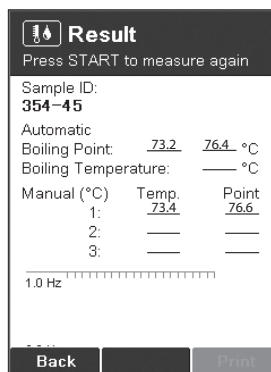 Result
Press START to measure again
Sample ID:
354-45
Automatic
Boiling Point: 73.2 76.4 °C
Boiling Temperature: °C
Manual (°C) Temp. Point
1: 73.4 76.6
2:
3:
1.0 Hz
Back Print